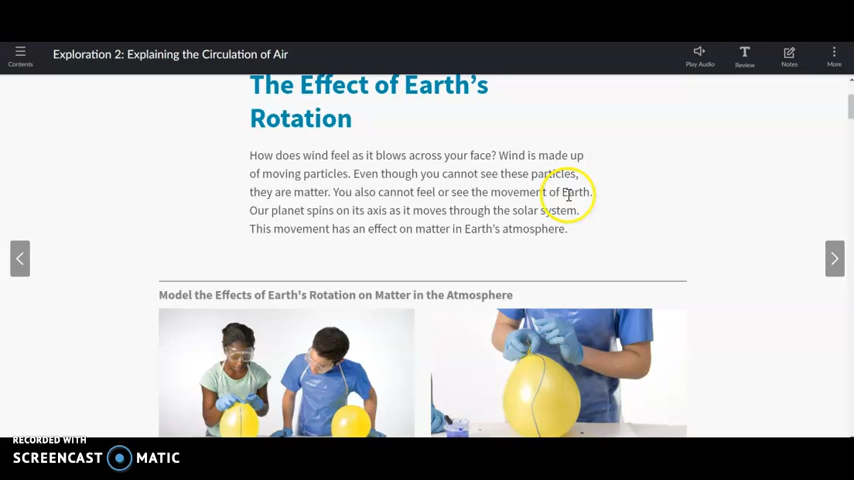 Exploration 2: Explaining the Circulation of Air
Contents
Play Audio
Review
Notes
More
The Effect of Earth's
Rotation
How does wind feel as it blows across your face? Wind is made up
of moving particles. Even though you cannot see these particles,
they are matter. You also cannot feel or see the movement of Earth.
Our planet spins on its axis as it moves through the solar system.
This movement has an effect on matter in Earth's atmosphere.
Model the Effects of Earth's Rotation on Matter in the Atmosphere
RECORDED WITH
SCREENCAST MATIC